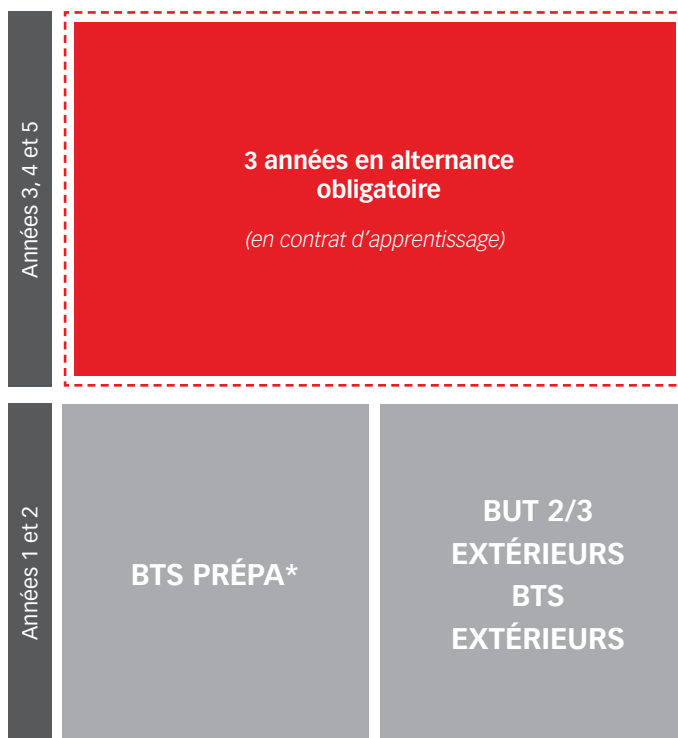 Années 3, 4 et 5
3 années en alternance
obligatoire
(en contrat d'apprentissage)
Années 1 et 2
BTS PRÉPA*
BUT 2/3
EXTÉRIEURS
BTS
EXTÉRIEURS